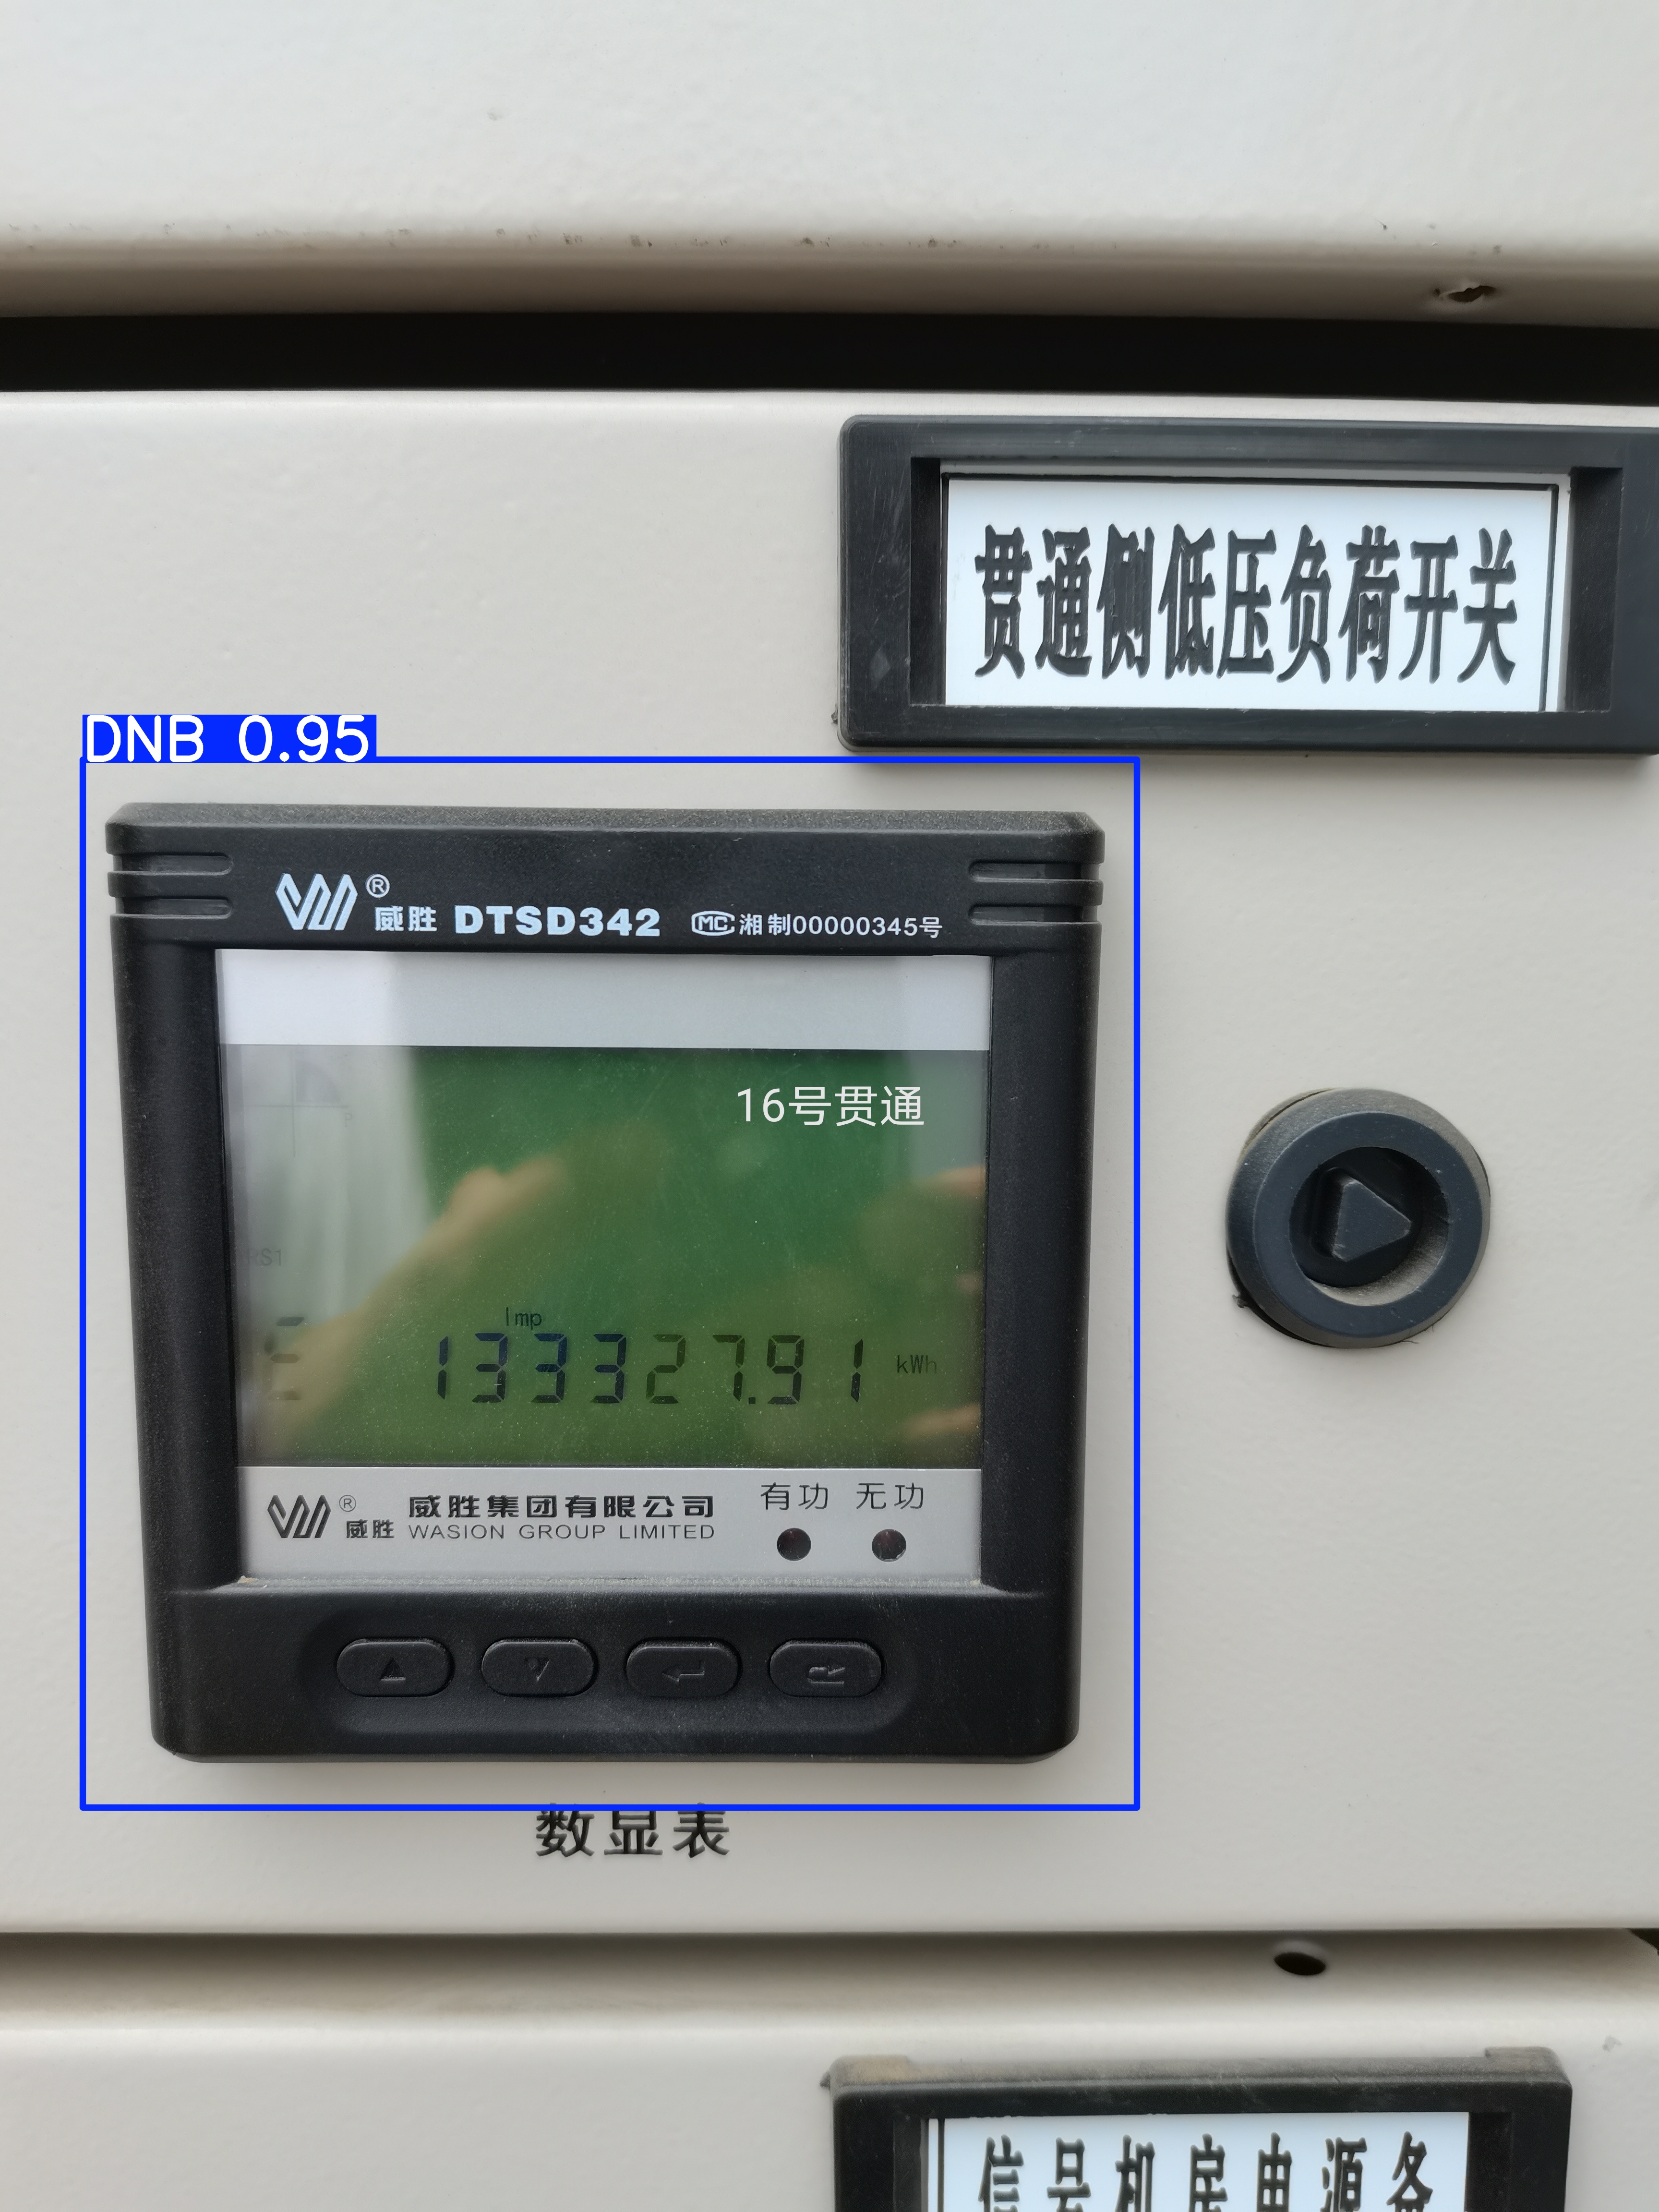 贯通侧低压负荷开关
DNB 0.95
威胜 DTSD342 MC 湘制00000345号
16号贯通
RS1
Imp
E 133327.91 kWh
有功 无功
威胜 威胜集团有限公司
WASION GROUP LIMITED
数显表
信号机房电源备